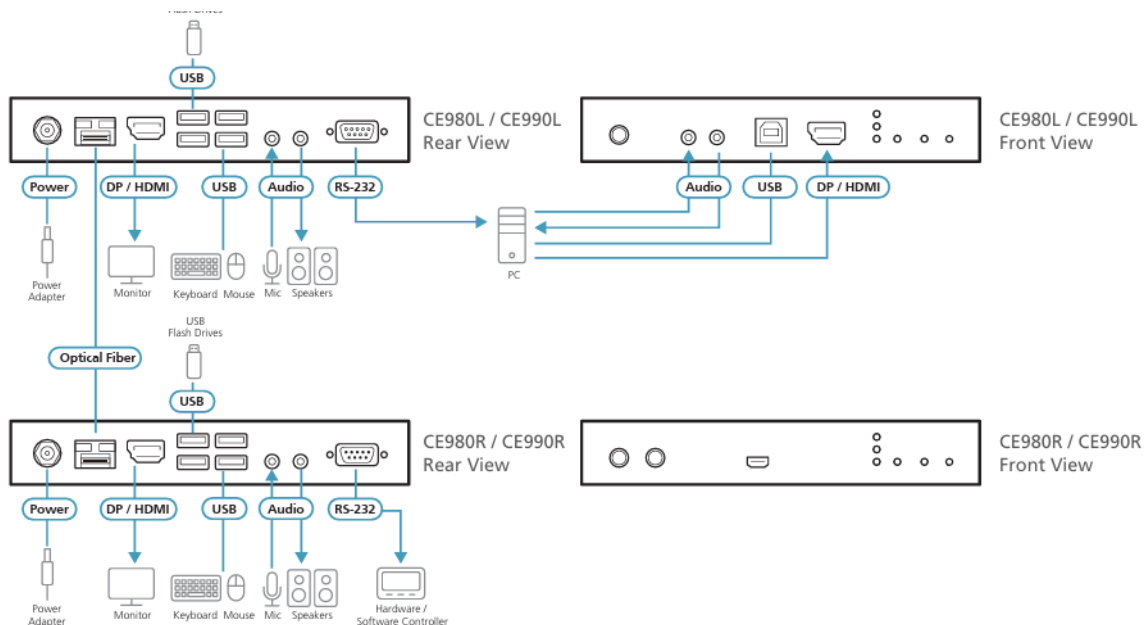 Flash Drives
USB
CE980L / CE990L
Rear View
CE980L / CE990L
Front View
Power
DP / HDMI
USB
Audio
RS-232
Audio
USB
DP / HDMI
Power
Adapter
Monitor
Keyboard
Mouse
Mic
Speakers
PC
USB
Flash Drives
Optical Fiber
USB
CE980R / CE990R
Rear View
CE980R / CE990R
Front View
Power
DP / HDMI
USB
Audio
RS-232
Power
Adapter
Monitor
Keyboard
Mouse
Mic
Speakers
Hardware /
Software Controller